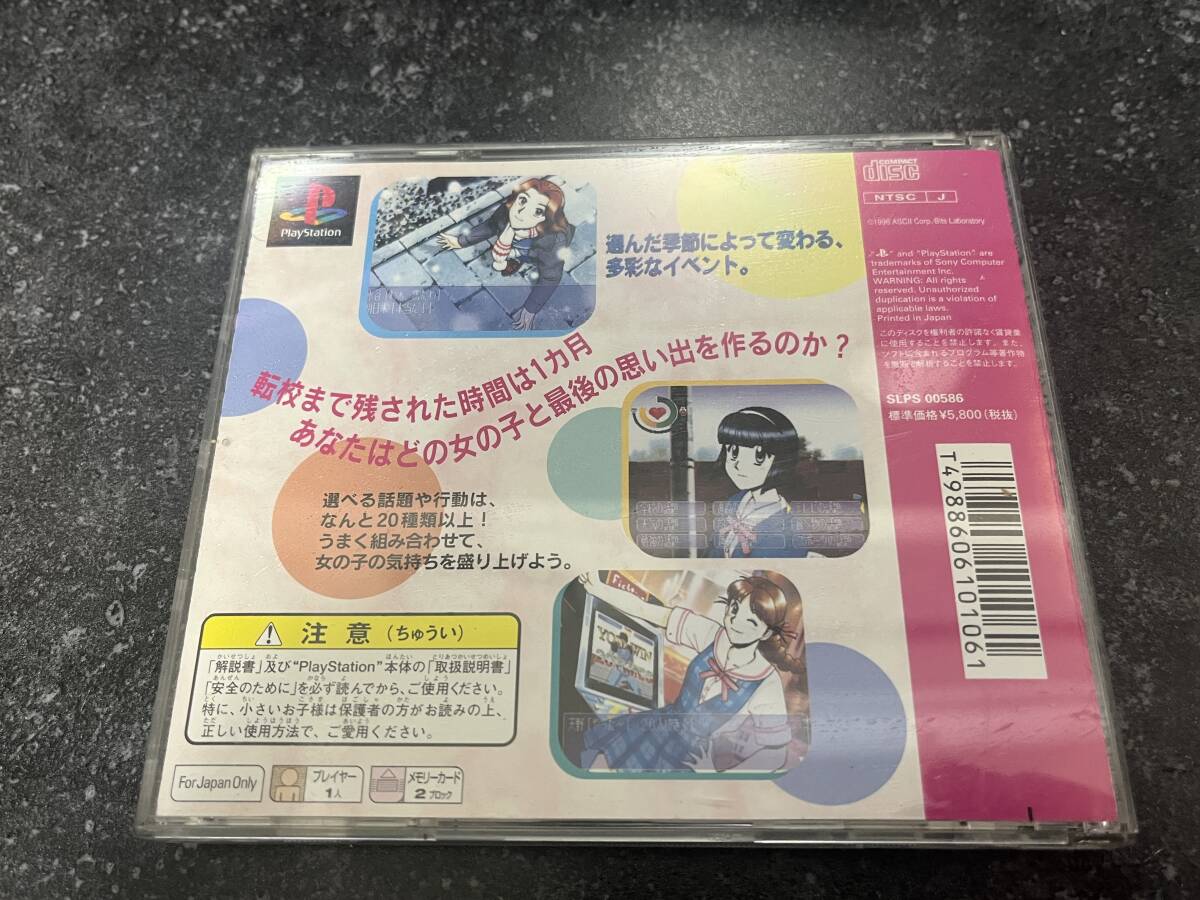 PlayStation
選んだ季節によって変わる、
多彩なイベント。
転校まで残された時間は1カ月
あなたはどの女の子と最後の思い出を作るのか？
選べる話題や行動は、
なんと20種類以上！
うまく組み合わせて、
女の子の気持ちを盛り上げよう。
YOU WIN
注意（ちゅうい）
「解説書」及び"PlayStation"本体の「取扱説明書」
「安全のために」を必ず読んでから、ご使用ください。
特に、小さいお子様は保護者の方がお読みの上、
正しい使用方法で、ご愛用ください。
For Japan Only
プレイヤー
1人
メモリーカード
2ブロック
COMPACT
disc
NTSC J
©1996 ASCII Corp./Bits Laboratory
" " and "PlayStation" are
trademarks of Sony Computer
Entertainment Inc.
WARNING: All rights
reserved. Unauthorized
duplication is a violation of
applicable laws.
Printed in Japan
このディスクを権利者の許諾なく賃貸業
に使用することを禁止します。また、
ソフトに含まれるプログラム等著作物
を無断で解析することを禁止します。
SLPS 00586
標準価格¥5,800(税抜)
T4988606101061